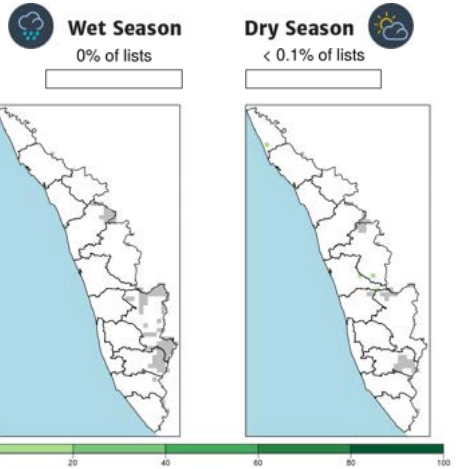 Wet Season
Dry Season
0% of lists
< 0.1% of lists
20
40
60
80
100